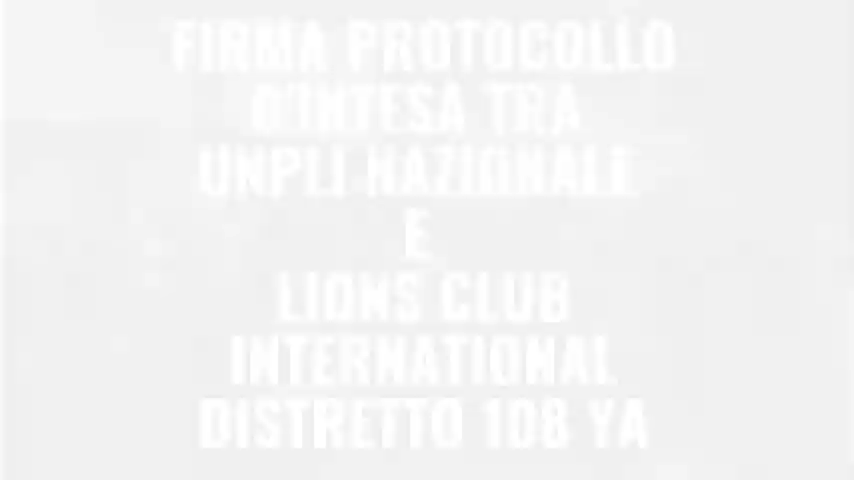 FIRMA PROTOCOLLO
D'INTESA TRA
UNPLI NAZIONALE
E
LIONS CLUB
INTERNATIONAL
DISTRETTO 108 YA